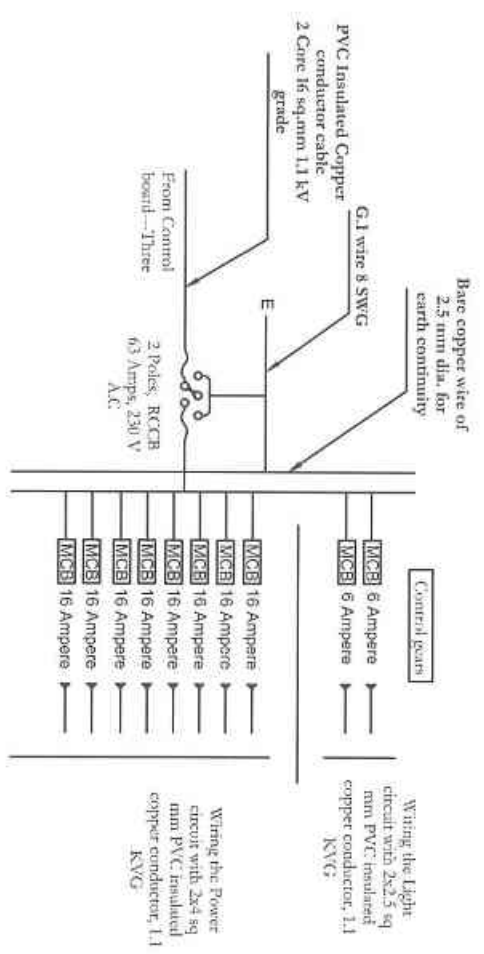 PVC Insulated Copper
conductor cable
2 Core 16 sq.mm 1.1 kV
grade
G.I wire 8 SWG
Bare copper wire of
2.5 mm dia. for
earth continuity
E
From Control
board—Three
2 Poles, RCCB
63 Amps, 230 V
A.C
Control gears
MCB 6 Ampere
MCB 6 Ampere
MCB 16 Ampere
MCB 16 Ampere
MCB 16 Ampere
MCB 16 Ampere
MCB 16 Ampere
MCB 16 Ampere
MCB 16 Ampere
MCB 16 Ampere
Wiring the Light
circuit with 2x2.5 sq
mm PVC insulated
copper conductor, 1.1
KVG
Wiring the Power
circuit with 2x4 sq
mm PVC insulated
copper conductor, 1.1
KVG